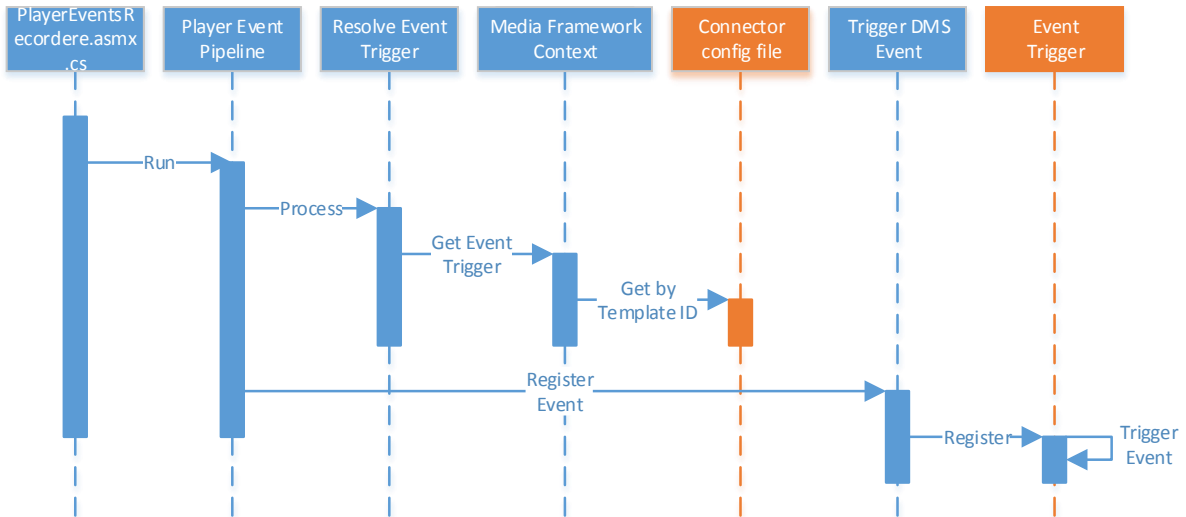 PlayerEventsR
ecordere.asmx
.cs
Player Event
Pipeline
Resolve Event
Trigger
Media Framework
Context
Connector
config file
Trigger DMS
Event
Event
Trigger
Run
Process
Get Event
Trigger
Get by
Template ID
Register
Event
Register
Trigger
Event